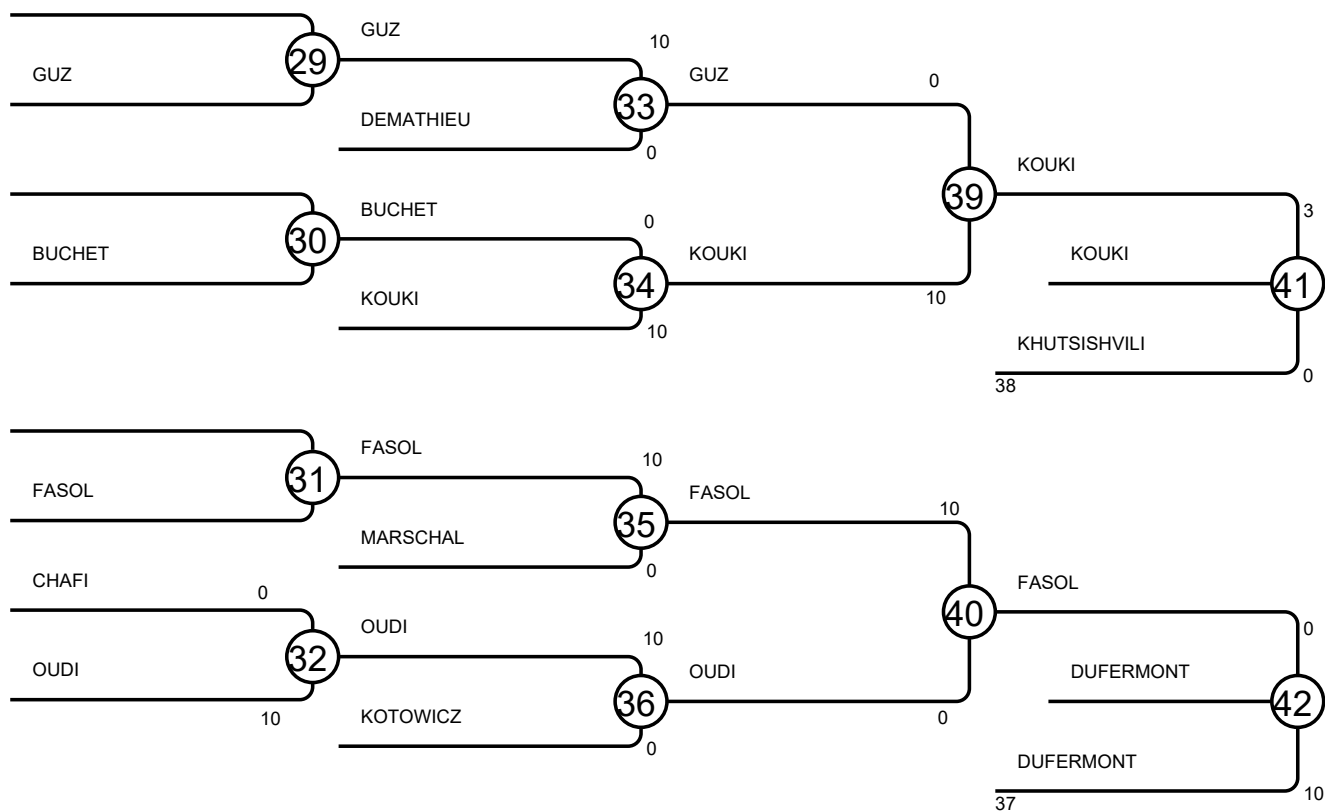 GUZ
10
GUZ
29
GUZ
0
DEMATHIEU
33
0
KOUKI
39
BUCHET
0
3
BUCHET
30
KOUKI
KOUKI
34
41
KOUKI
10
10
KHUTSISHVILI
38
0
FASOL
10
31
FASOL
FASOL
10
MARSCHAL
35
CHAFI
0
0
FASOL
40
OUDI
10
0
32
OUDI
OUDI
DUFERMONT
36
42
10
KOTOWICZ
0
0
DUFERMONT
37
10